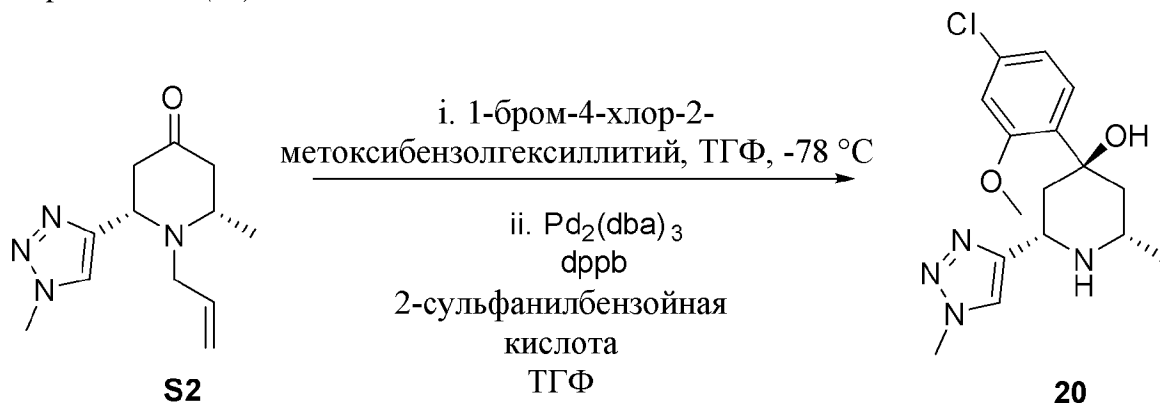 i. 1-бром-4-хлор-2-
метоксибензолгексиллитий, ТГФ, -78 °C
ii. Pd2(dba)3
dppb
2-сульфанилбензойная
кислота
ТГФ
O
N
N
N
N
S2
Cl
OH
O
N
N
N
N
H
20